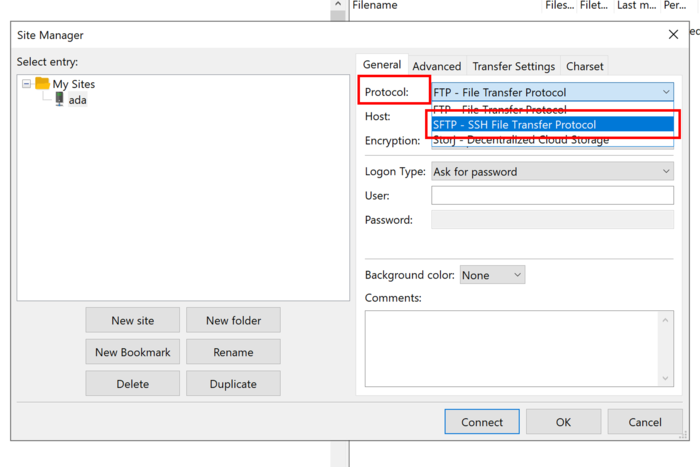 Filename Files... Filet... Last m... Per...
Site Manager
Select entry:
My Sites
ada
New site New folder
New Bookmark Rename
Delete Duplicate
General Advanced Transfer Settings Charset
Protocol: FTP - File Transfer Protocol
FTP - File Transfer Protocol
Host: SFTP - SSH File Transfer Protocol
Encryption: Storj - Decentralized Cloud Storage
Logon Type: Ask for password
User:
Password:
Background color: None
Comments:
Connect OK Cancel